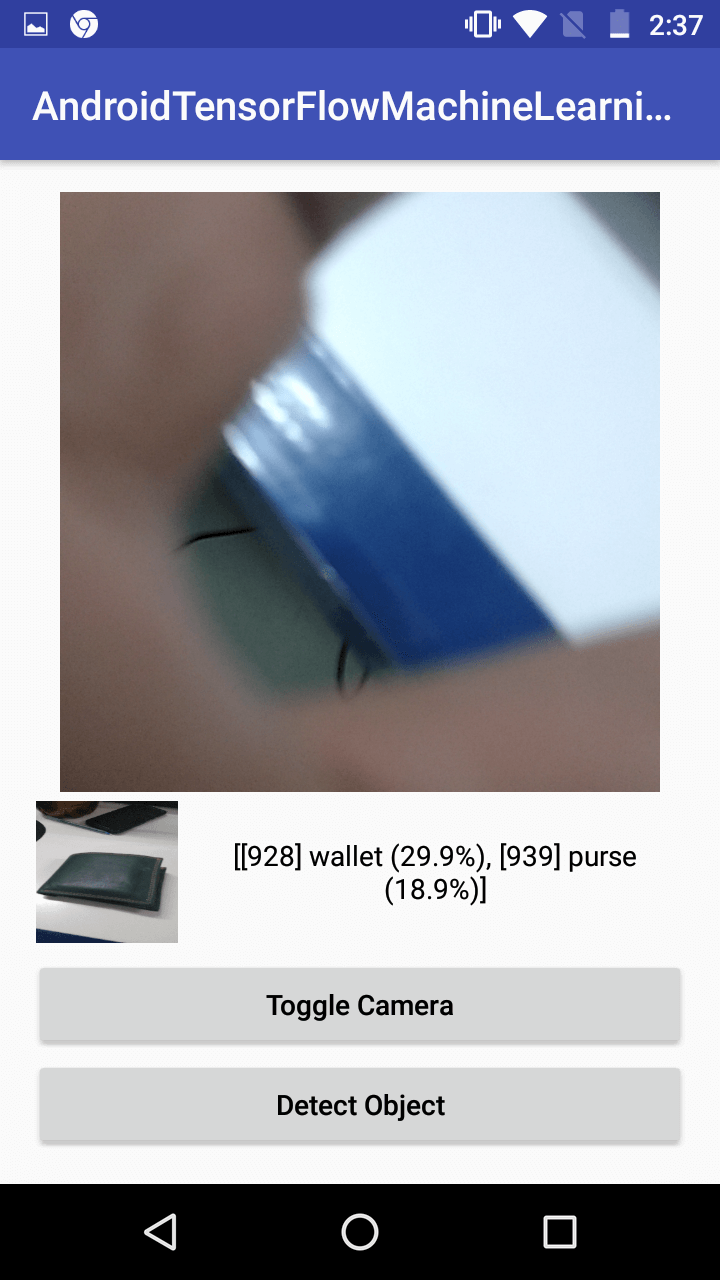 2:37
AndroidTensorFlowMachineLearni...
[[928] wallet (29.9%), [939] purse
(18.9%)]
Toggle Camera
Detect Object